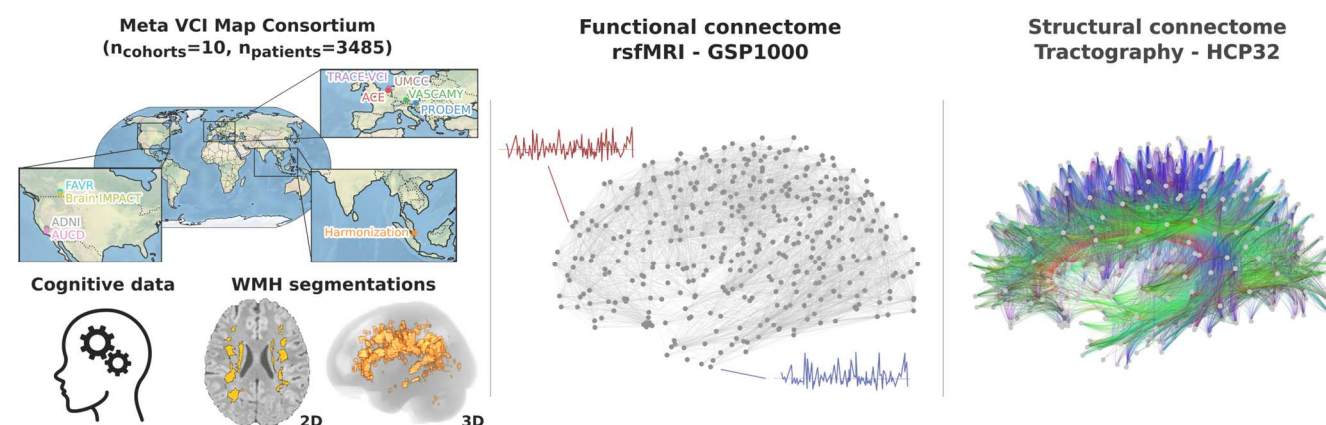 Meta VCI Map Consortium
(ncohorts=10, npatients=3485)
TRACE-VCI
UMCC
VASCAMY
ACE
PRODEM
FAVR
Brain IMPACT
ADNI
AUCD
Harmonization
Cognitive data
WMH segmentations
2D
3D
Functional connectome
rsfMRI - GSP1000
Structural connectome
Tractography - HCP32